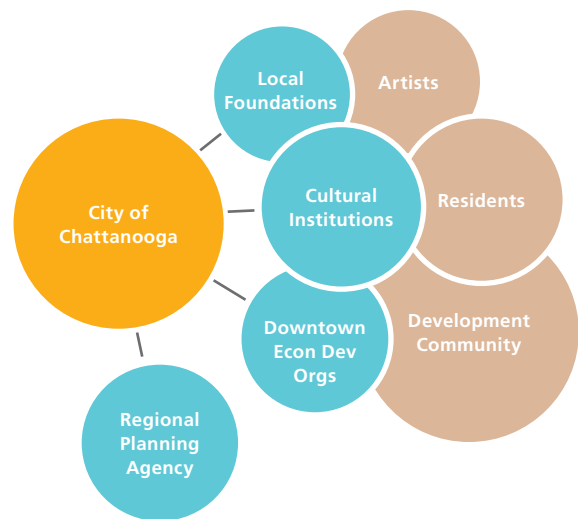 Local
Foundations
Artists
City of
Chattanooga
Cultural
Institutions
Residents
Downtown
Econ Dev
Orgs
Development
Community
Regional
Planning
Agency